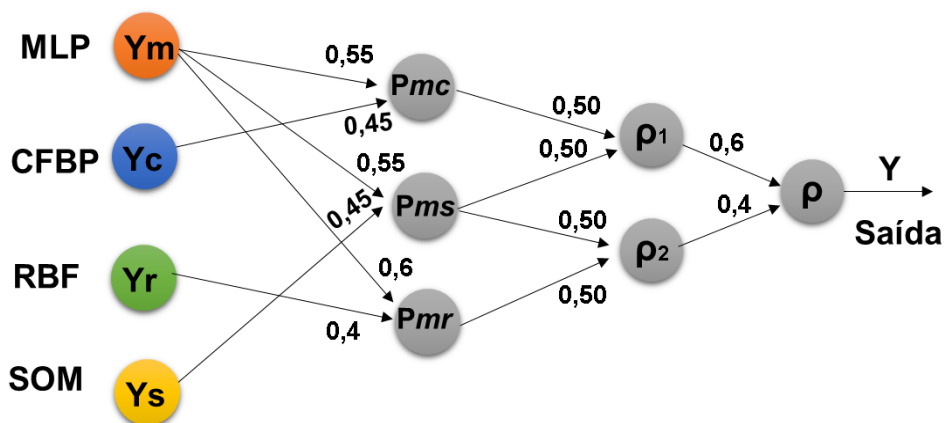 MLP Ym
0,55
Pmc
0,45
0,50
ρ1
0,6
CFBP Yc
0,55
0,50
0,45
Pms
ρ
Y
Saída
0,50
0,4
ρ2
RBF Yr
0,6
0,50
Pmr
0,4
SOM Ys